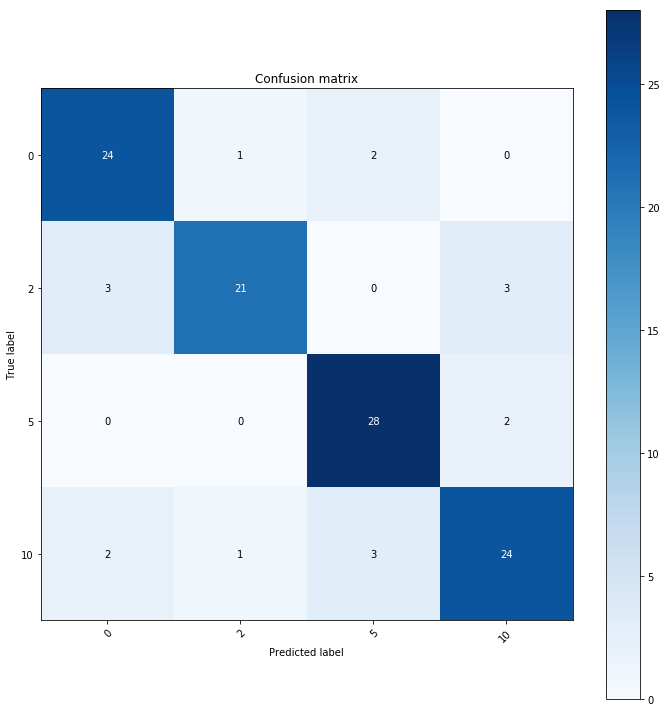 Confusion matrix
True label
0 24 1 2 0
2 3 21 0 3
5 0 0 28 2
10 2 1 3 24
0 2 5 10
Predicted label
25
20
15
10
5
0